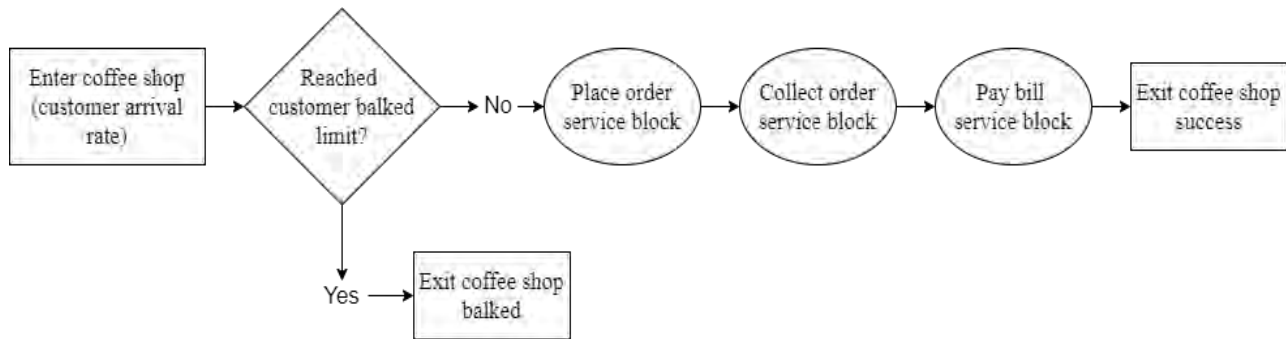 Enter coffee shop
(customer arrival
rate)
Reached
customer balked
limit?
No
Place order
service block
Collect order
service block
Pay bill
service block
Exit coffee shop
success
Yes
Exit coffee shop
balked